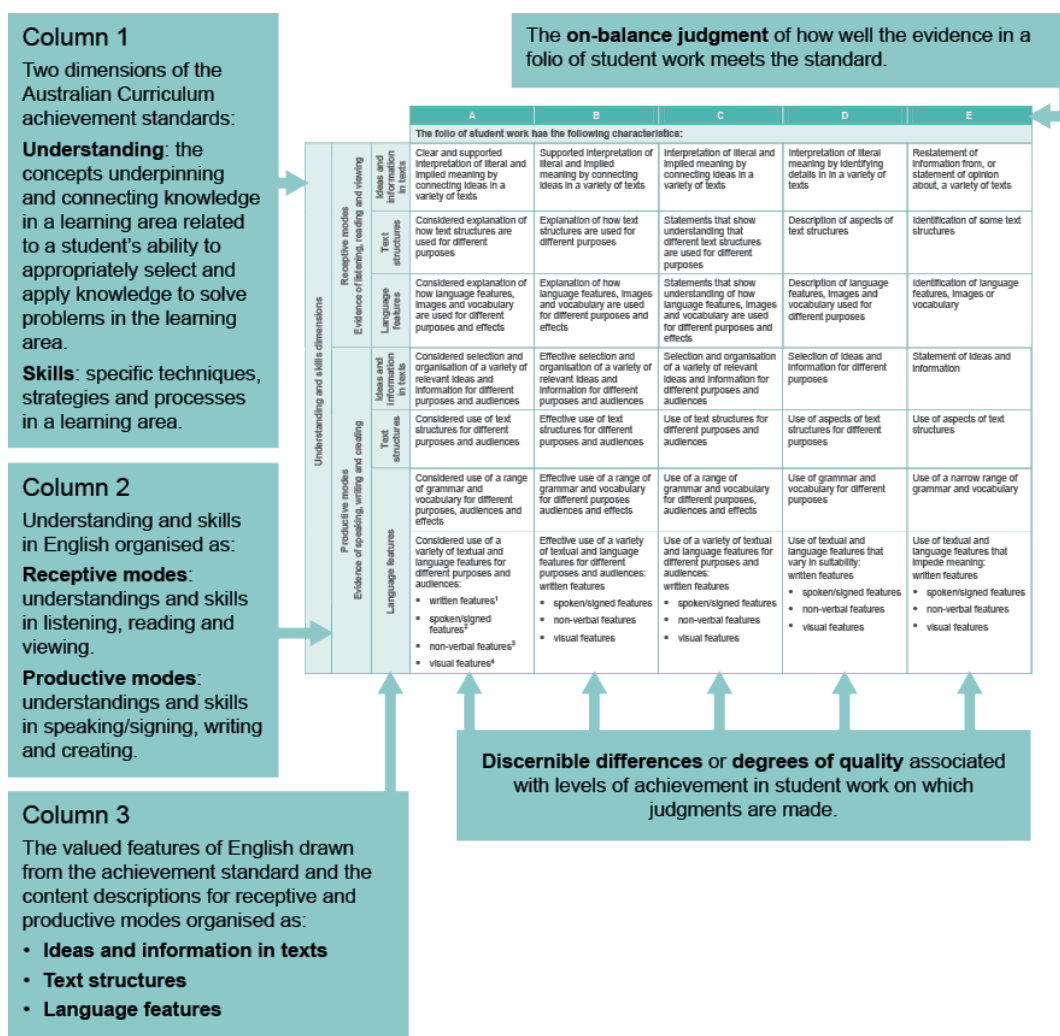 Column 1
Two dimensions of the
Australian Curriculum
achievement standards:
Understanding: the
concepts underpinning
and connecting knowledge
in a learning area related
to a student's ability to
appropriately select and
apply knowledge to solve
problems in the learning
area.
Skills: specific techniques,
strategies and processes
in a learning area.
Column 2
Understanding and skills
in English organised as:
Receptive modes:
understandings and skills
in listening, reading and
viewing.
Productive modes:
understandings and skills
in speaking/signing, writing
and creating.
Column 3
The valued features of English drawn
from the achievement standard and the
content descriptions for receptive and
productive modes organised as:
• Ideas and information in texts
• Text structures
• Language features
The on-balance judgment of how well the evidence in a
folio of student work meets the standard.
A
B
C
D
E
The folio of student work has the following characteristics:
Understanding and skills dimensions
Receptive modes
Evidence of listening, reading and viewing
Ideas and
information
in texts
Clear and supported
interpretation of literal and
implied meaning by
connecting ideas in a
variety of texts
Supported interpretation of
literal and implied
meaning by connecting
ideas in a variety of texts
Interpretation of literal and
implied meaning by
connecting ideas in a
variety of texts
Interpretation of literal
meaning by identifying
details in in a variety of
texts
Restatement of
information from, or
statement of opinion
about, a variety of texts
Text
structures
Considered explanation of
how text structures are
used for different
purposes
Explanation of how text
structures are used for
different purposes
Statements that show
understanding that
different text structures
are used for different
purposes
Description of aspects of
text structures
Identification of some text
structures
Language
features
Considered explanation of
how language features,
images and vocabulary
are used for different
purposes and effects
Explanation of how
language features, images
and vocabulary are used
for different purposes and
effects
Statements that show
understanding of how
language features, images
and vocabulary are used
for different purposes and
effects
Description of language
features, images and
vocabulary used for
different purposes
Identification of language
features, images or
vocabulary
Productive modes
Evidence of speaking, writing and creating
Ideas and
information
in texts
Considered selection and
organisation of a variety of
relevant ideas and
information for different
purposes and audiences
Effective selection and
organisation of a variety of
relevant ideas and
information for different
purposes and audiences
Selection and organisation
of a variety of relevant
ideas and information for
different purposes and
audiences
Selection of ideas and
information for different
purposes
Statement of ideas and
information
Text
structures
Considered use of text
structures for different
purposes and audiences
Effective use of text
structures for different
purposes and audiences
Use of text structures for
different purposes and
audiences
Use of aspects of text
structures for different
purposes
Use of aspects of text
structures
Language features
Considered use of a range
of grammar and
vocabulary for different
purposes, audiences and
effects
Effective use of a range of
grammar and vocabulary
for different purposes
audiences and effects
Use of a range of
grammar and vocabulary
for different purposes,
audiences and effects
Use of grammar and
vocabulary for different
purposes
Use of a narrow range of
grammar and vocabulary
Considered use of a
variety of textual and
language features for
different purposes and
audiences:
• written features¹
• spoken/signed
features²
• non-verbal features³
• visual features⁴
Effective use of a variety
of textual and language
features for different
purposes and audiences:
written features
• spoken/signed features
• non-verbal features
• visual features
Use of a variety of textual
and language features for
different purposes and
audiences:
written features
• spoken/signed features
• non-verbal features
• visual features
Use of textual and
language features that
vary in suitability:
written features
• spoken/signed features
• non-verbal features
• visual features
Use of textual and
language features that
impede meaning:
written features
• spoken/signed features
• non-verbal features
• visual features
Discernible differences or degrees of quality associated
with levels of achievement in student work on which
judgments are made.